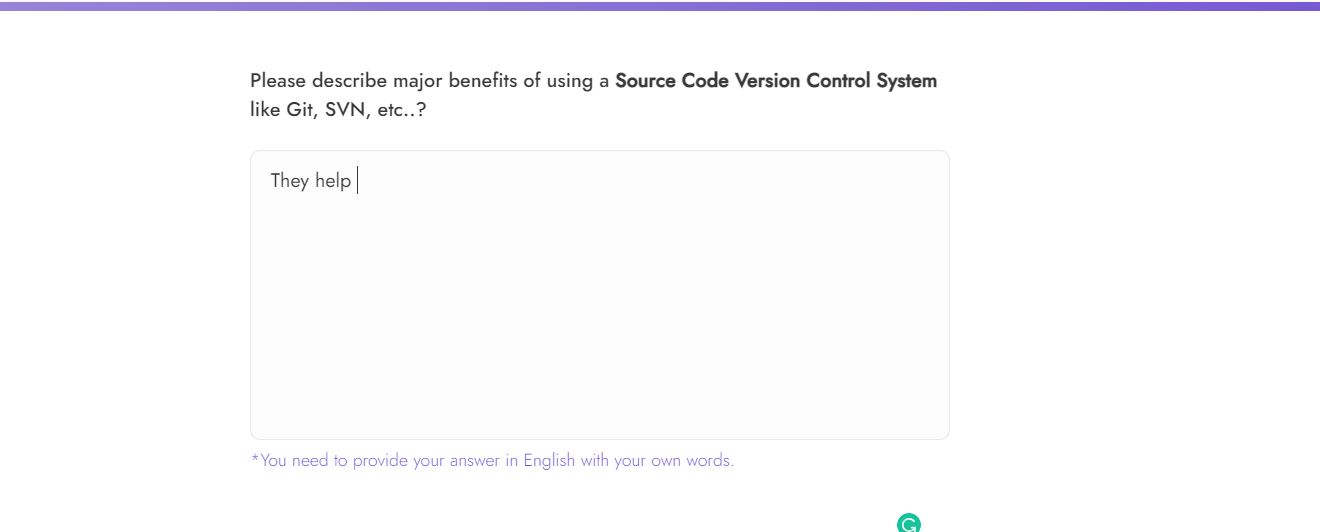 Please describe major benefits of using a Source Code Version Control System
like Git, SVN, etc..?
They help
*You need to provide your answer in English with your own words.